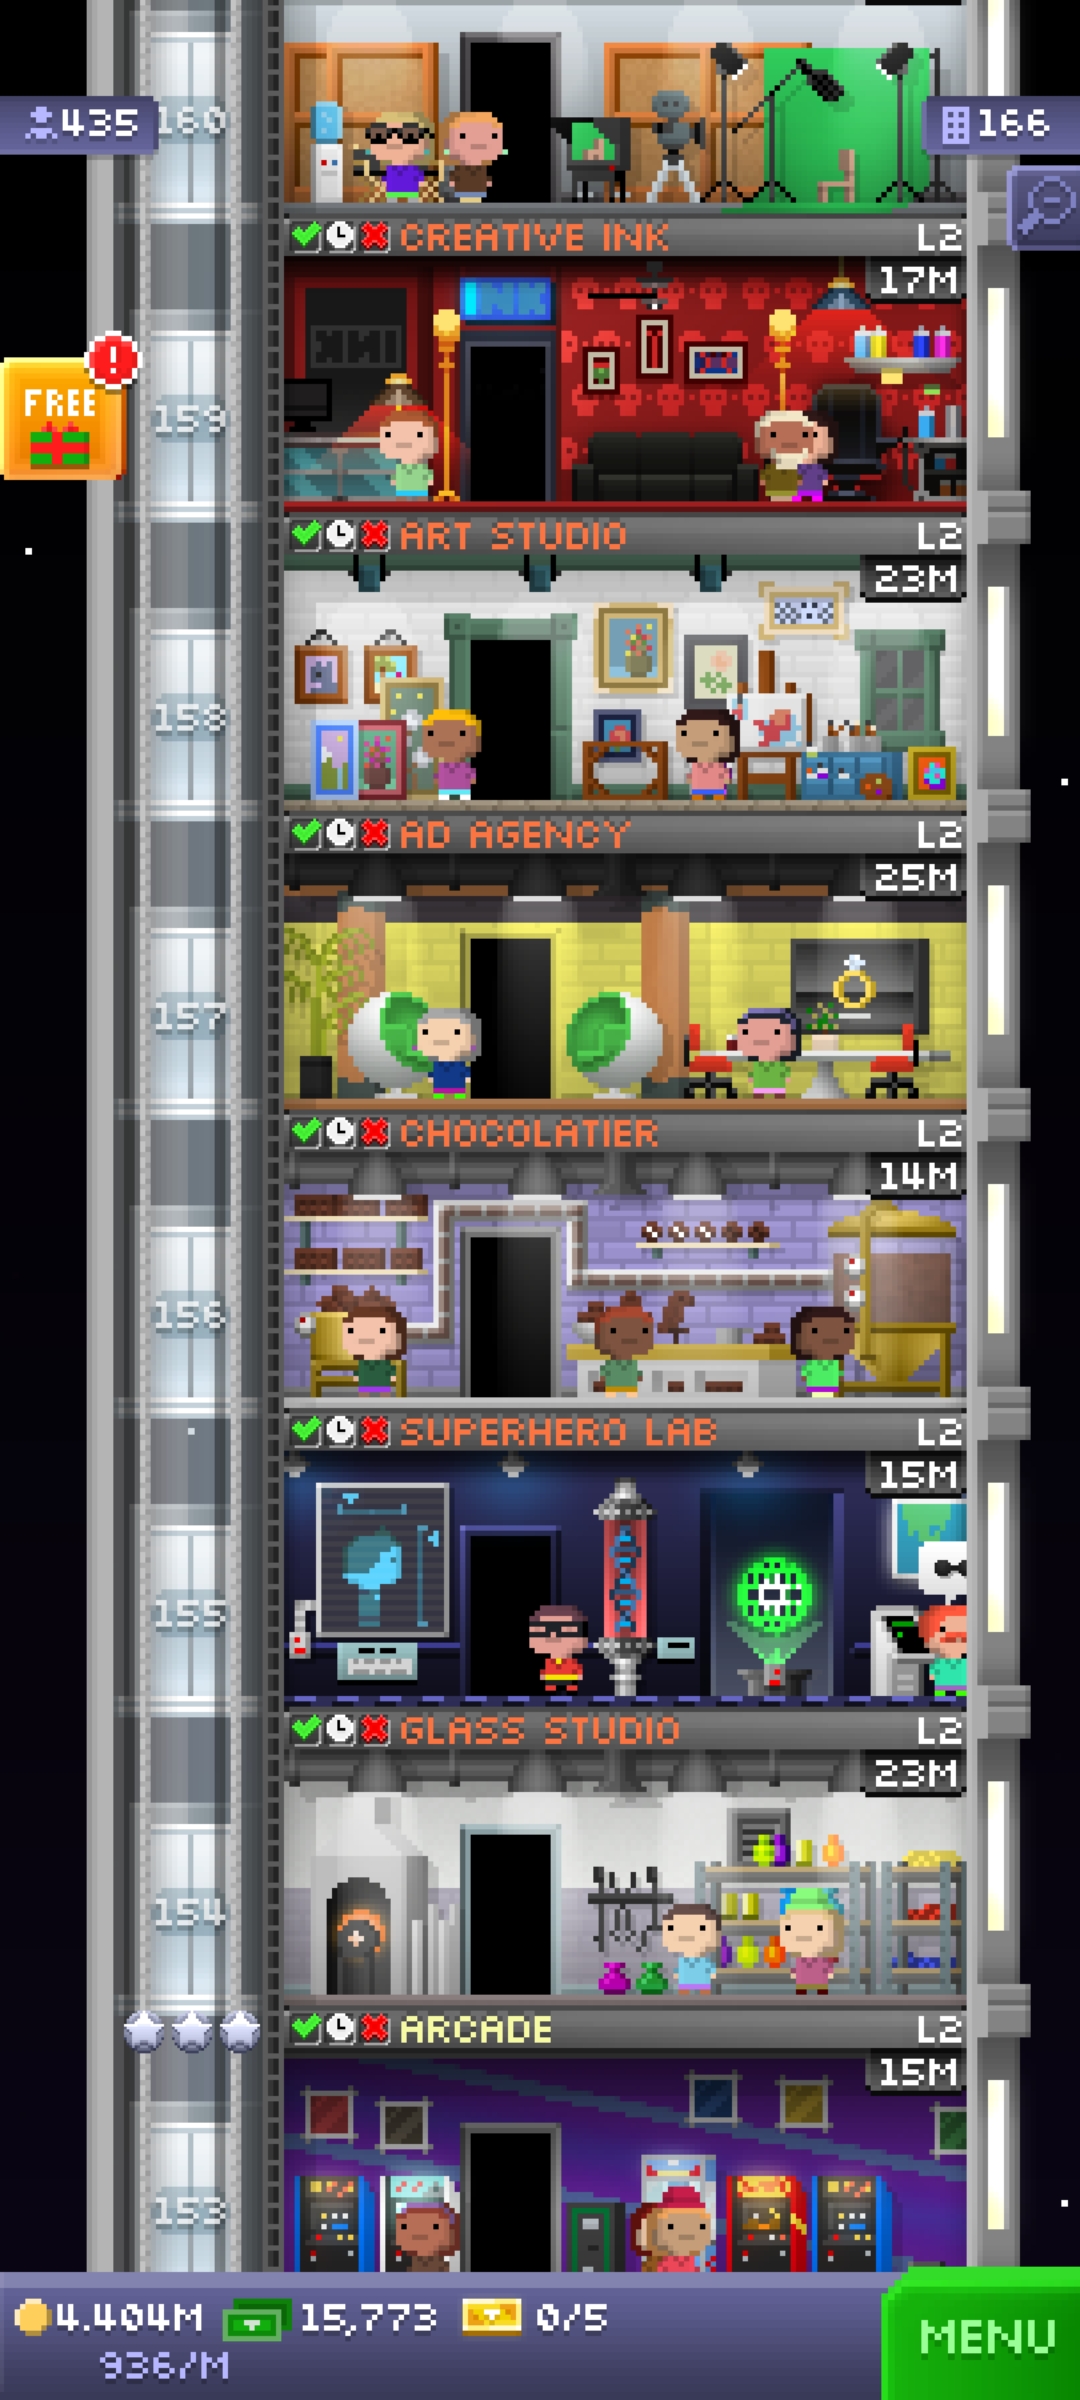 435
160
166
CREATIVE INK L2
17M
INK
INK
FREE
!
159
ART STUDIO L2
23M
158
AD AGENCY L2
25M
157
CHOCOLATIER L2
14M
156
SUPERHERO LAB L2
15M
155
GLASS STUDIO L2
23M
154
ARCADE L2
15M
153
4.404M 15,773 0/5
936/M
MENU